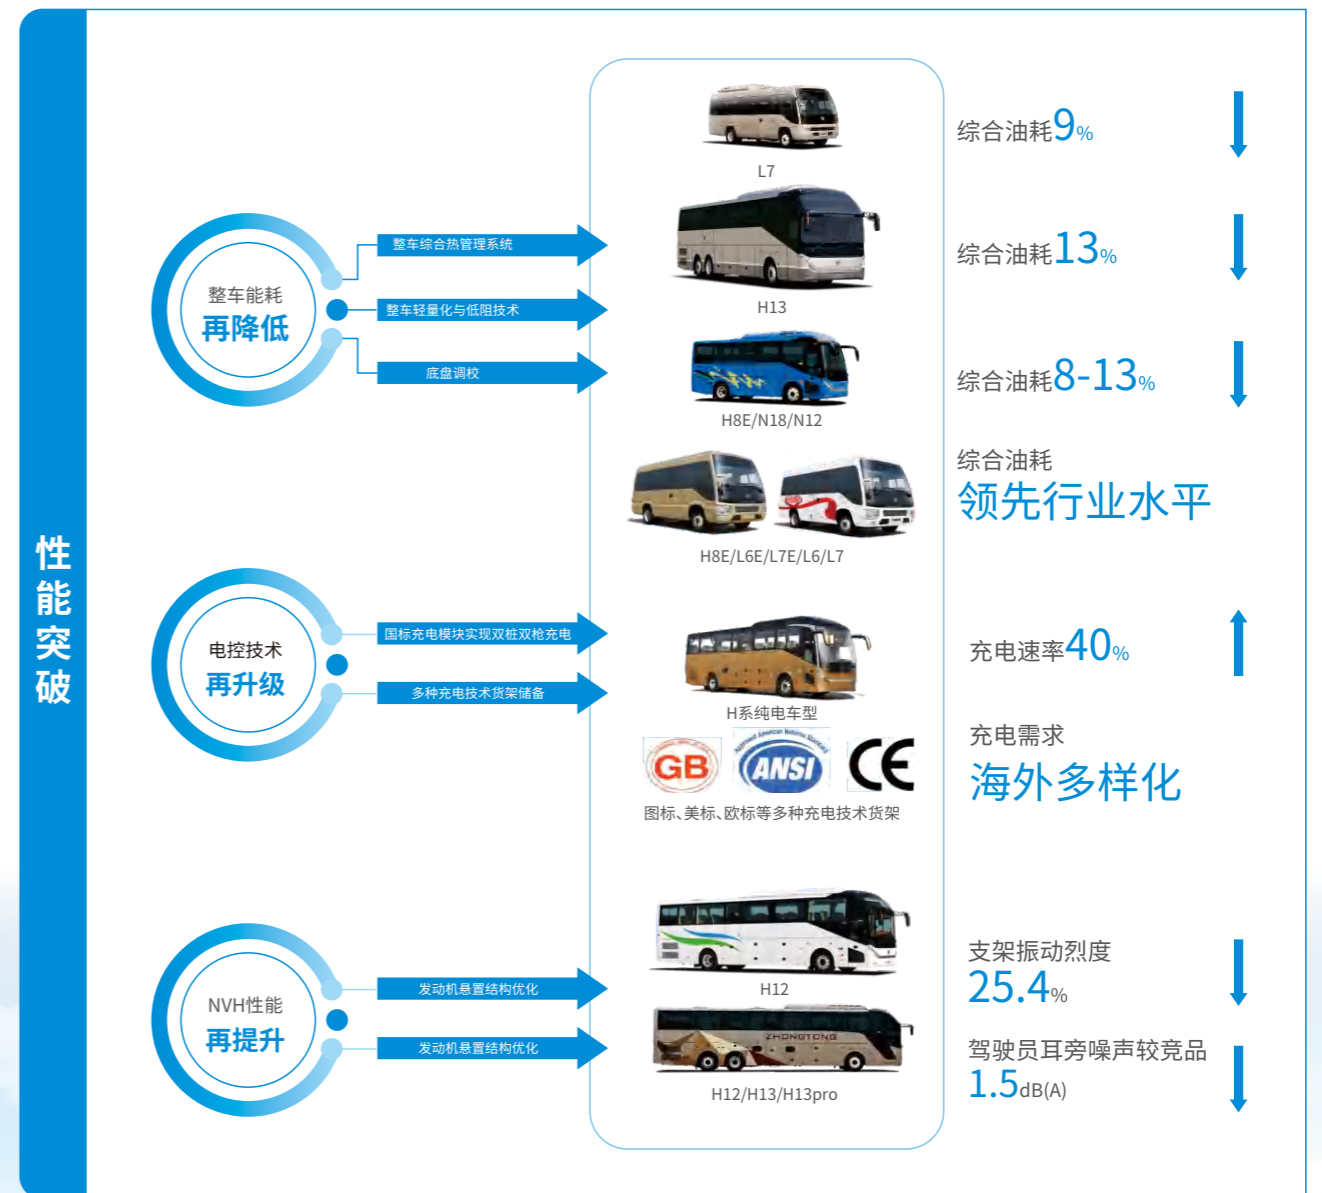 性能突破
整车能耗
再降低
整车综合热管理系统
整车轻量化与低阻技术
底盘调校
L7
综合油耗9%
H13
综合油耗13%
H8E/N18/N12
综合油耗8-13%
H8E/L6E/L7E/L6/L7
综合油耗
领先行业水平
电控技术
再升级
国标充电模块实现双桩双枪充电
多种充电技术货架储备
H系纯电车型
充电速率40%
GB
Approved American National Standard
ANSI
CE
图标、美标、欧标等多种充电技术货架
充电需求
海外多样化
NVH性能
再提升
发动机悬置结构优化
发动机悬置结构优化
H12
支架振动烈度
25.4%
ZHONGTONG
H12/H13/H13pro
驾驶员耳旁噪声较竞品
1.5dB(A)